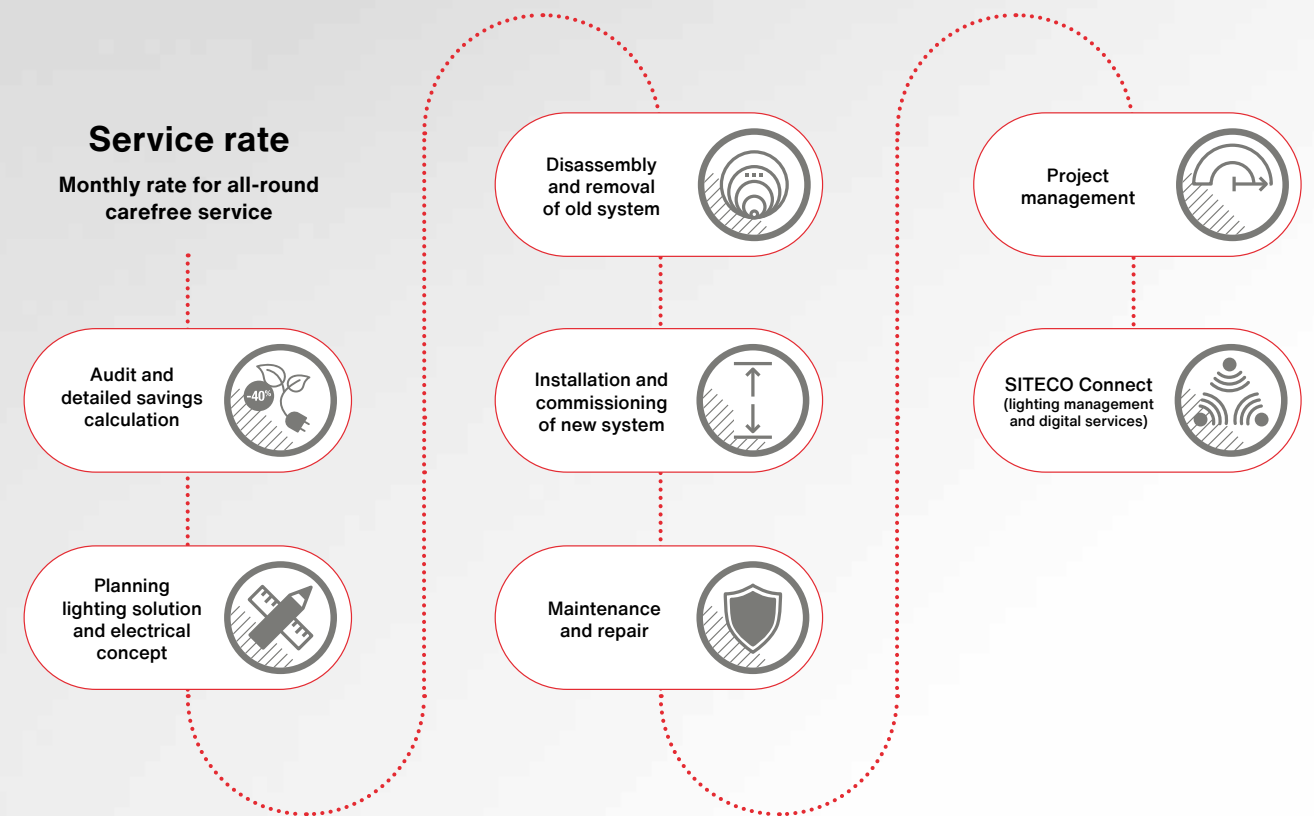 Service rate
Monthly rate for all-round
carefree service
Audit and
detailed savings
calculation
-40%
Planning
lighting solution
and electrical
concept
Disassembly
and removal
of old system
Installation and
commissioning
of new system
Maintenance
and repair
Project
management
SITECO Connect
(lighting management
and digital services)